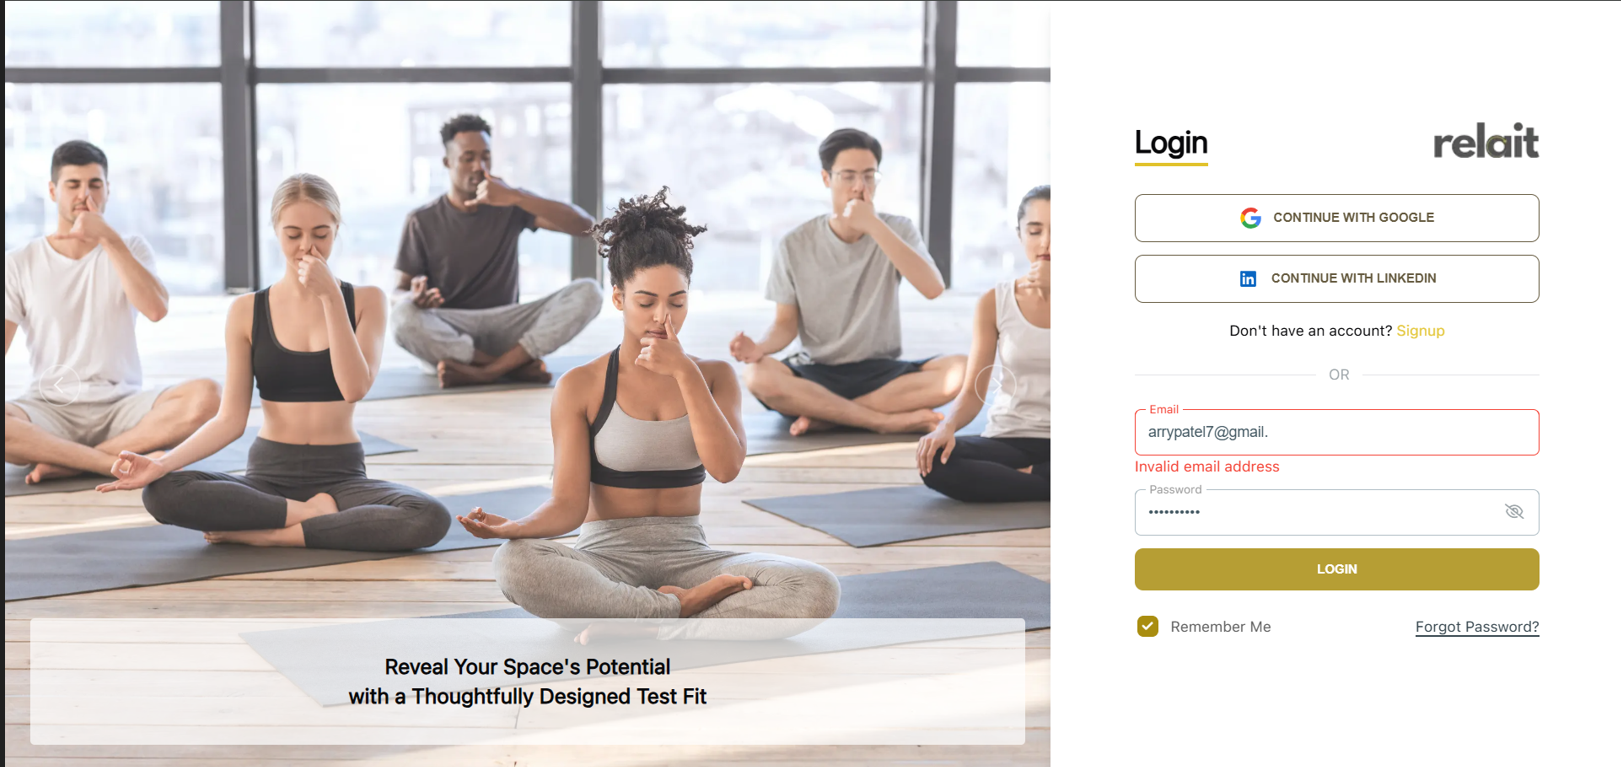 Login
relait
CONTINUE WITH GOOGLE
in CONTINUE WITH LINKEDIN
Don't have an account? Signup
OR
Email
arrypatel7@gmail.
Invalid email address
Password
••••••••••
LOGIN
Remember Me
Forgot Password?
Reveal Your Space's Potential
with a Thoughtfully Designed Test Fit